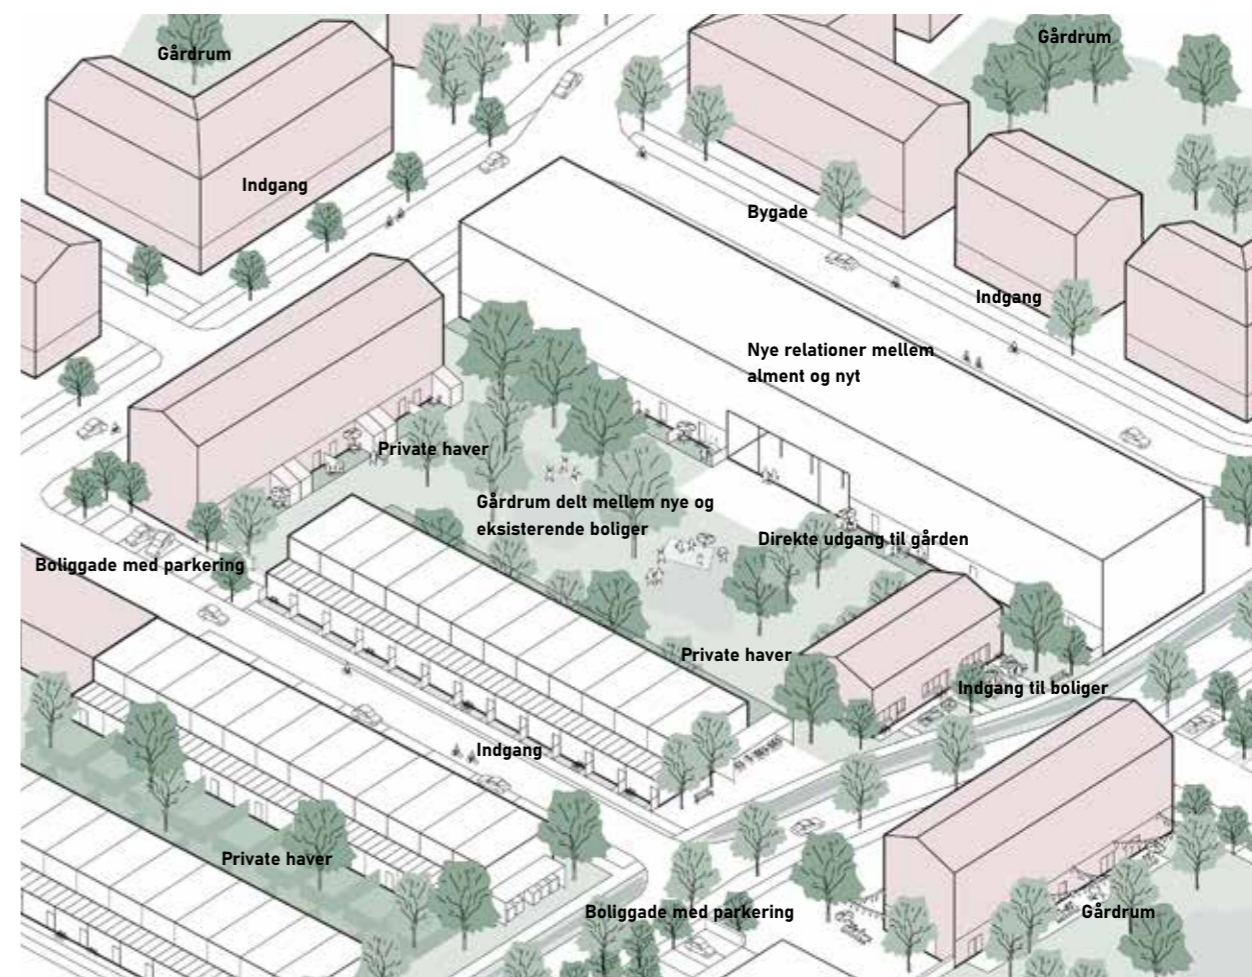 Gårdrum
Gårdrum
Indgang
Bygade
Indgang
Nye relationer mellem
alment og nyt
Private haver
Gårdrum delt mellem nye og
eksisterende boliger
Direkte udgang til gården
Boliggade med parkering
Private haver
Indgang til boliger
Indgang
Private haver
Boliggade med parkering
Gårdrum